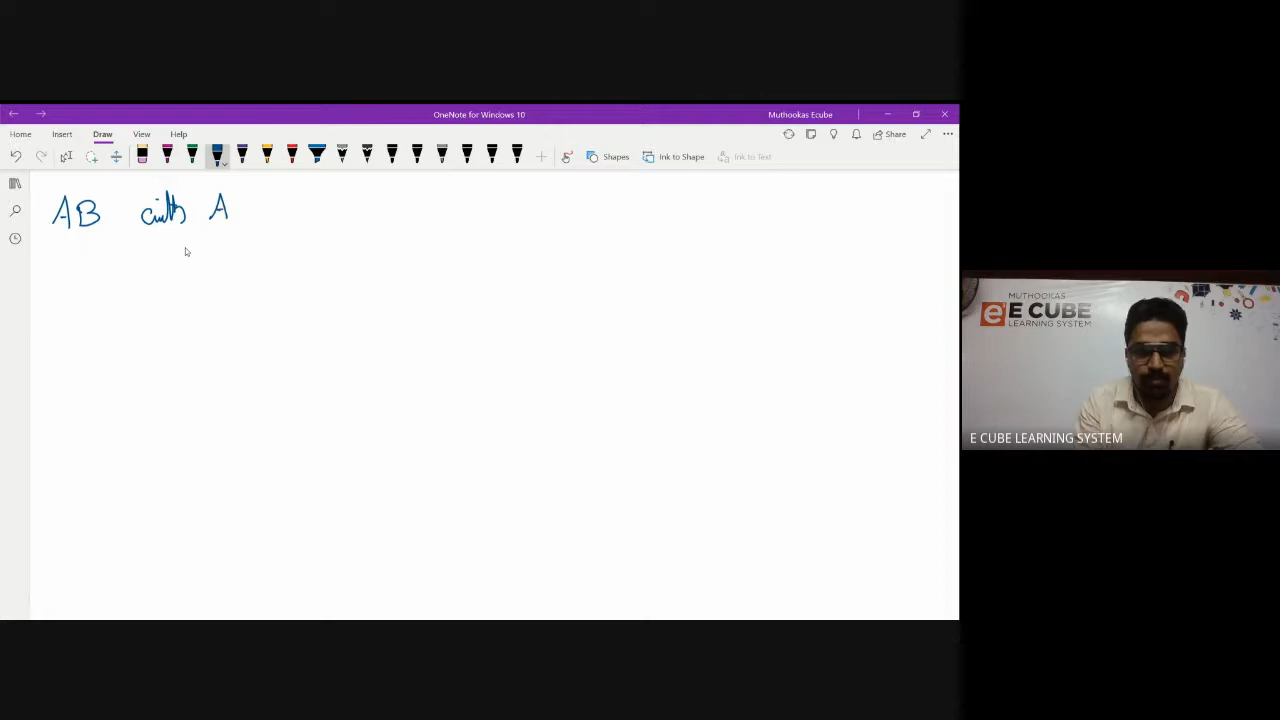 OneNote for Windows 10
Muthookas Ecube
Home Insert Draw View Help
Share
Shapes Ink to Shape Ink to Text
AB A
MUTHOOKAS
e E CUBE
LEARNING SYSTEM
E CUBE LEARNING SYSTEM